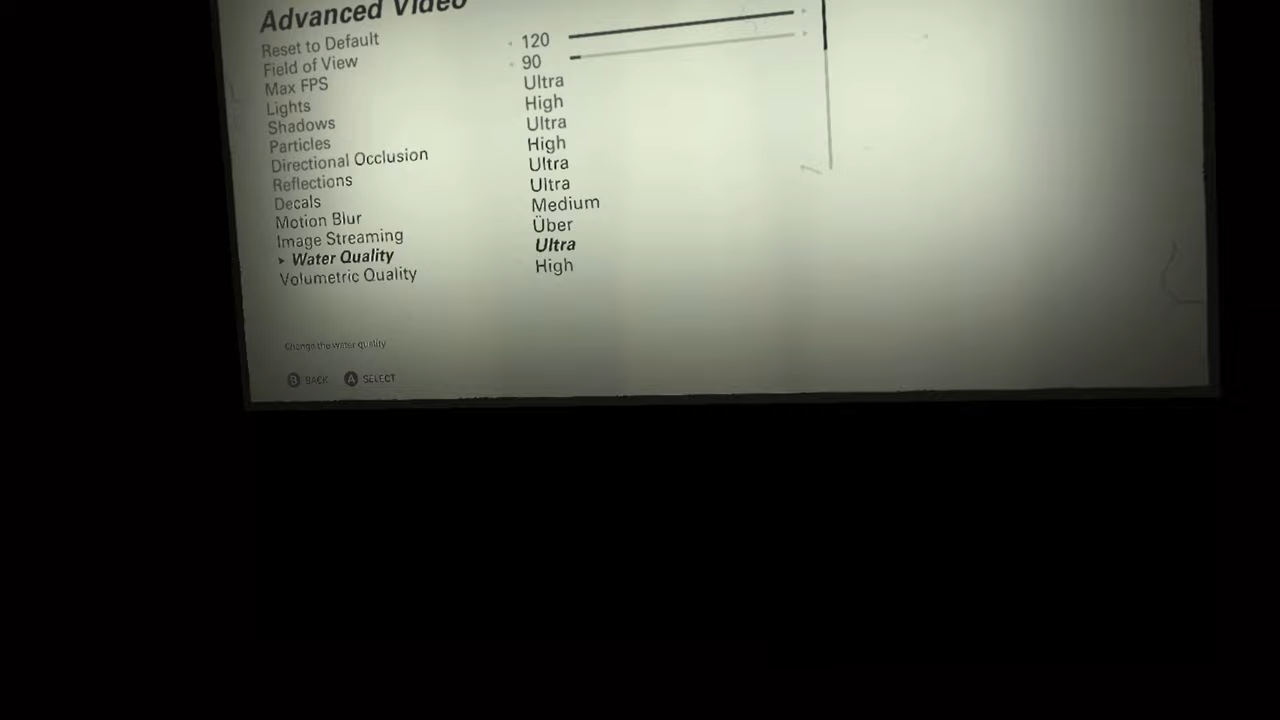 Advanced Video
Reset to Default
Field of View 120
Max FPS 90
Lights Ultra
Shadows High
Particles Ultra
Directional Occlusion High
Reflections Ultra
Decals Ultra
Motion Blur Medium
Image Streaming Über
▸ Water Quality Ultra
Volumetric Quality High
Change the water quality
B BACK A SELECT